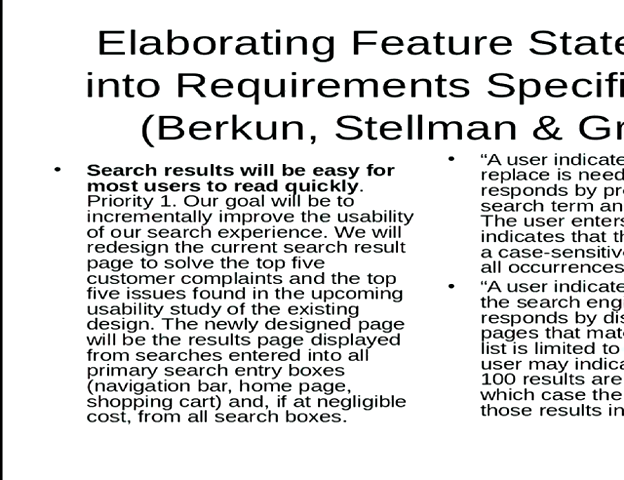 Elaborating Feature State
into Requirements Specifi
(Berkun, Stellman & Gr
• Search results will be easy for
most users to read quickly.
Priority 1. Our goal will be to
incrementally improve the usability
of our search experience. We will
redesign the current search result
page to solve the top five
customer complaints and the top
five issues found in the upcoming
usability study of the existing
design. The newly designed page
will be the results page displayed
from searches entered into all
primary search entry boxes
(navigation bar, home page,
shopping cart) and, if at negligible
cost, from all search boxes.
• “A user indicate
replace is need
responds by pr
search term an
The user enters
indicates that th
a case-sensitiv
all occurrences
• “A user indicate
the search engi
responds by dis
pages that mat
list is limited to
user may indica
100 results are
which case the
those results in